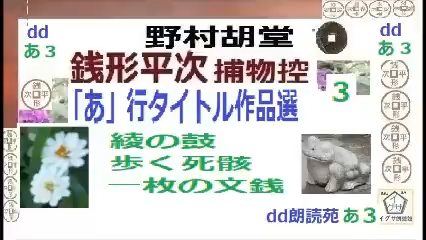 野村胡堂
dd
あ3
銭形平次 捕物控
3
「あ」行タイトル作品選
綾の鼓
歩く死骸
一枚の文銭
dd朗読苑 あ3
dd
あ3